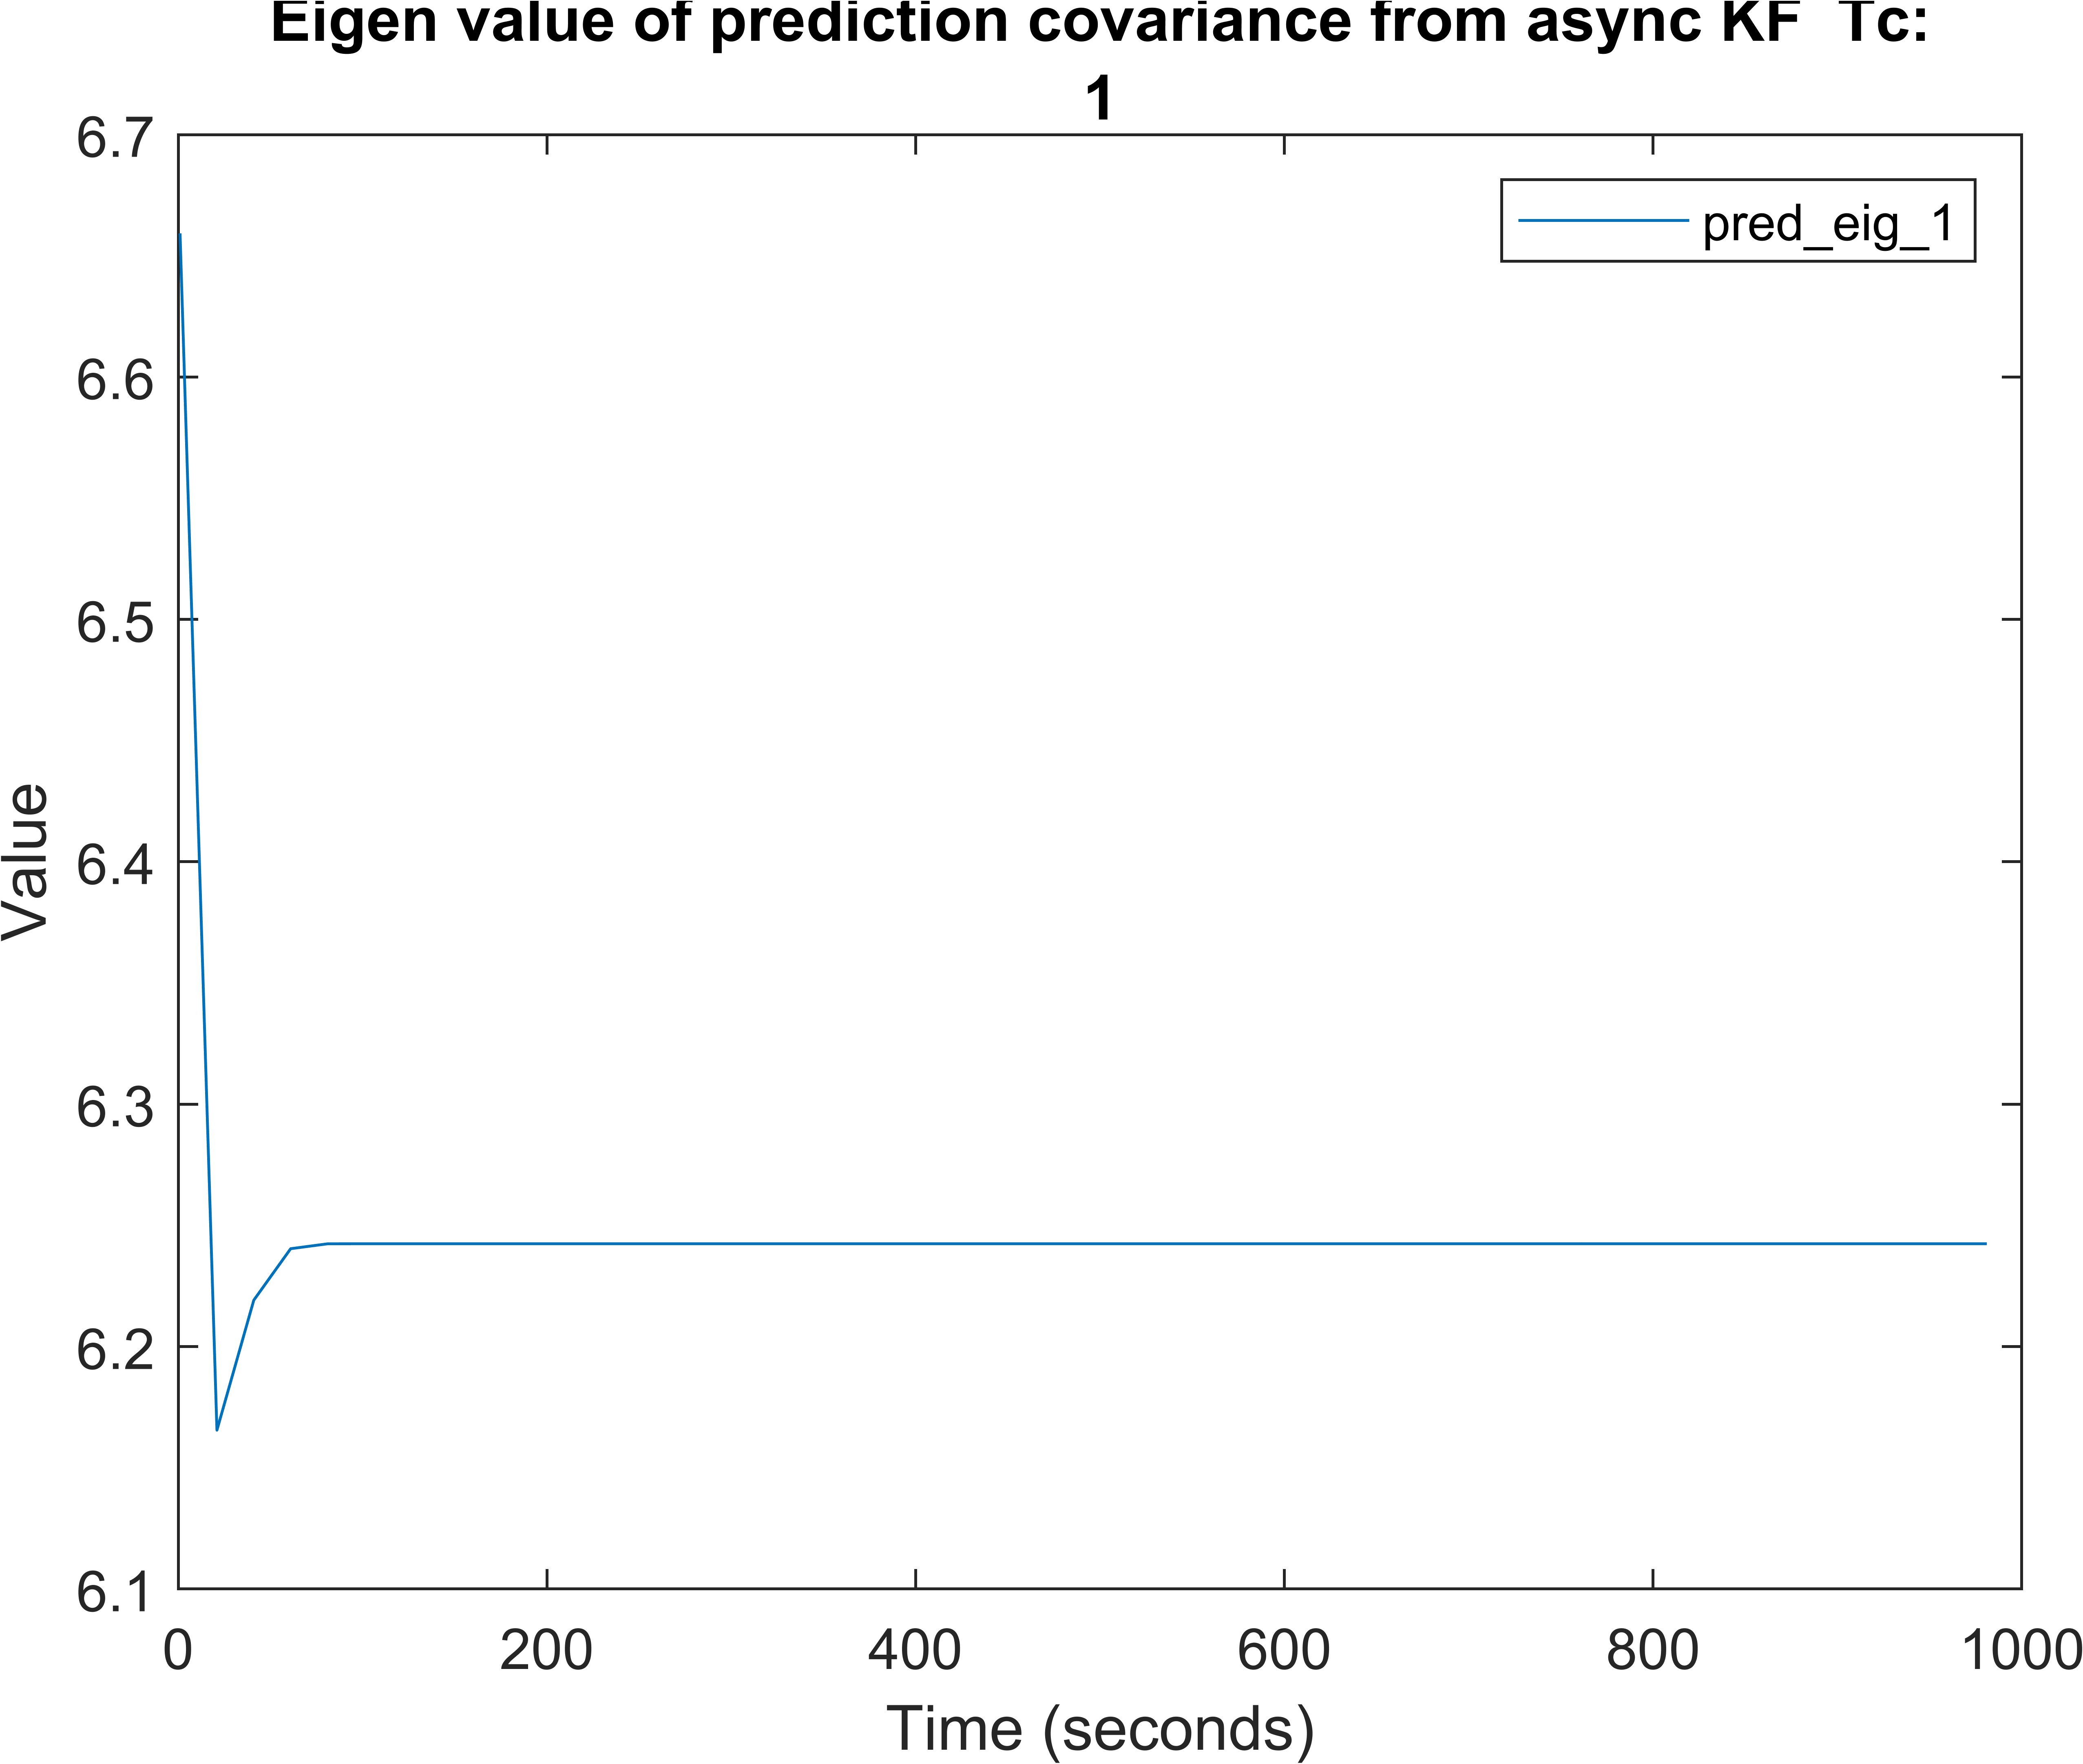 Eigen value of prediction covariance from async KF  Tc:
1
6.7
pred_eig_1
6.6
6.5
6.4
6.3
6.2
6.1
Value
0 200 400 600 800 1000
Time (seconds)